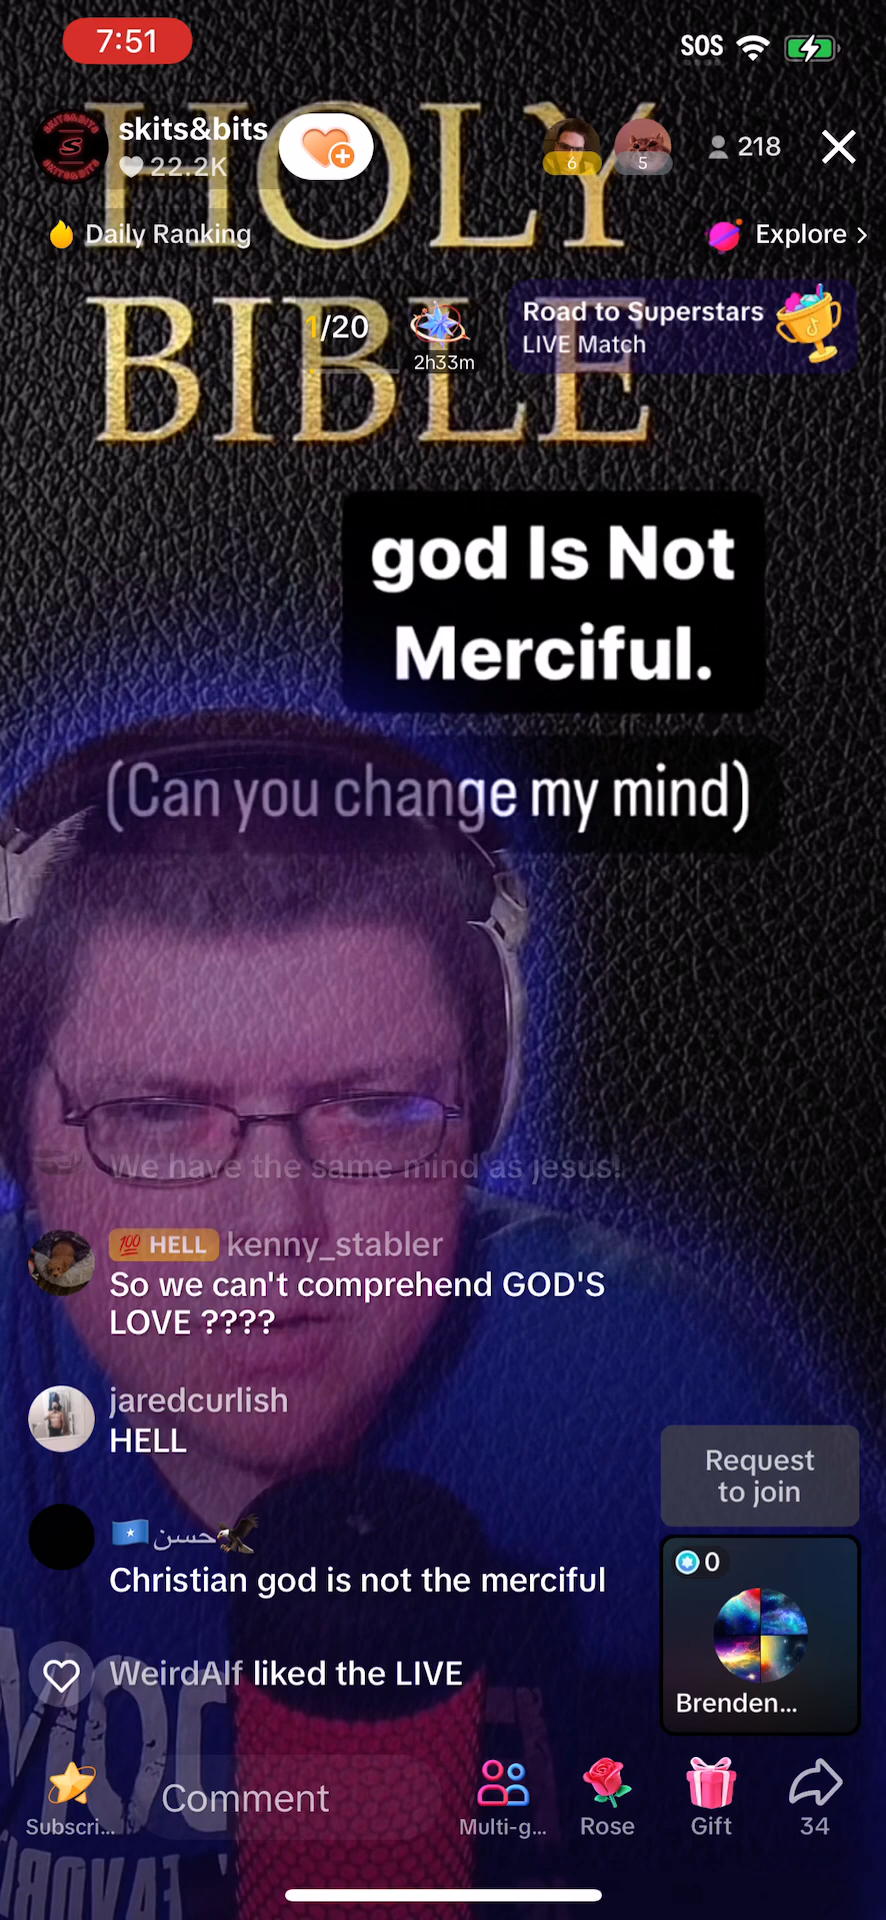 7:51
SOS
HOLY
BIBLE
skits&bits
22.2K
6
5
218
Daily Ranking
Explore >
1/20
2h33m
Road to Superstars
LIVE Match
god Is Not
Merciful.
(Can you change my mind)
We have the same mind as jesus!
💯 HELL kenny_stabler
So we can't comprehend GOD'S
LOVE ????
jaredcurlish
HELL
🇸🇴حسن🦅
Christian god is not the merciful
WeirdAlf liked the LIVE
Request
to join
0
Brenden...
Subscri...
Comment
Multi-g...
Rose
Gift
34